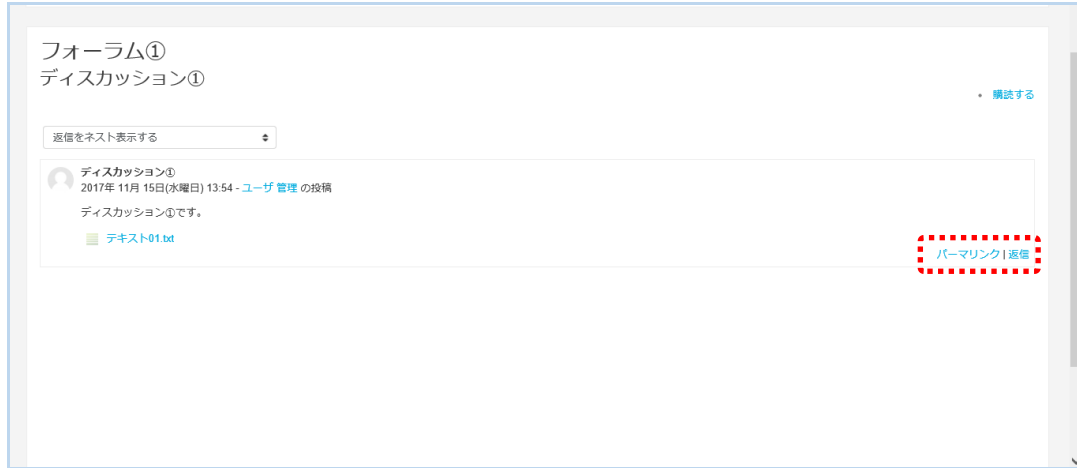 フォーラム①
ディスカッション①
• 購読する
返信をネスト表示する
ディスカッション①
2017年 11月 15日(水曜日) 13:54 - ユーザ 管理 の投稿
ディスカッション①です。
テキスト01.txt
パーマリンク | 返信